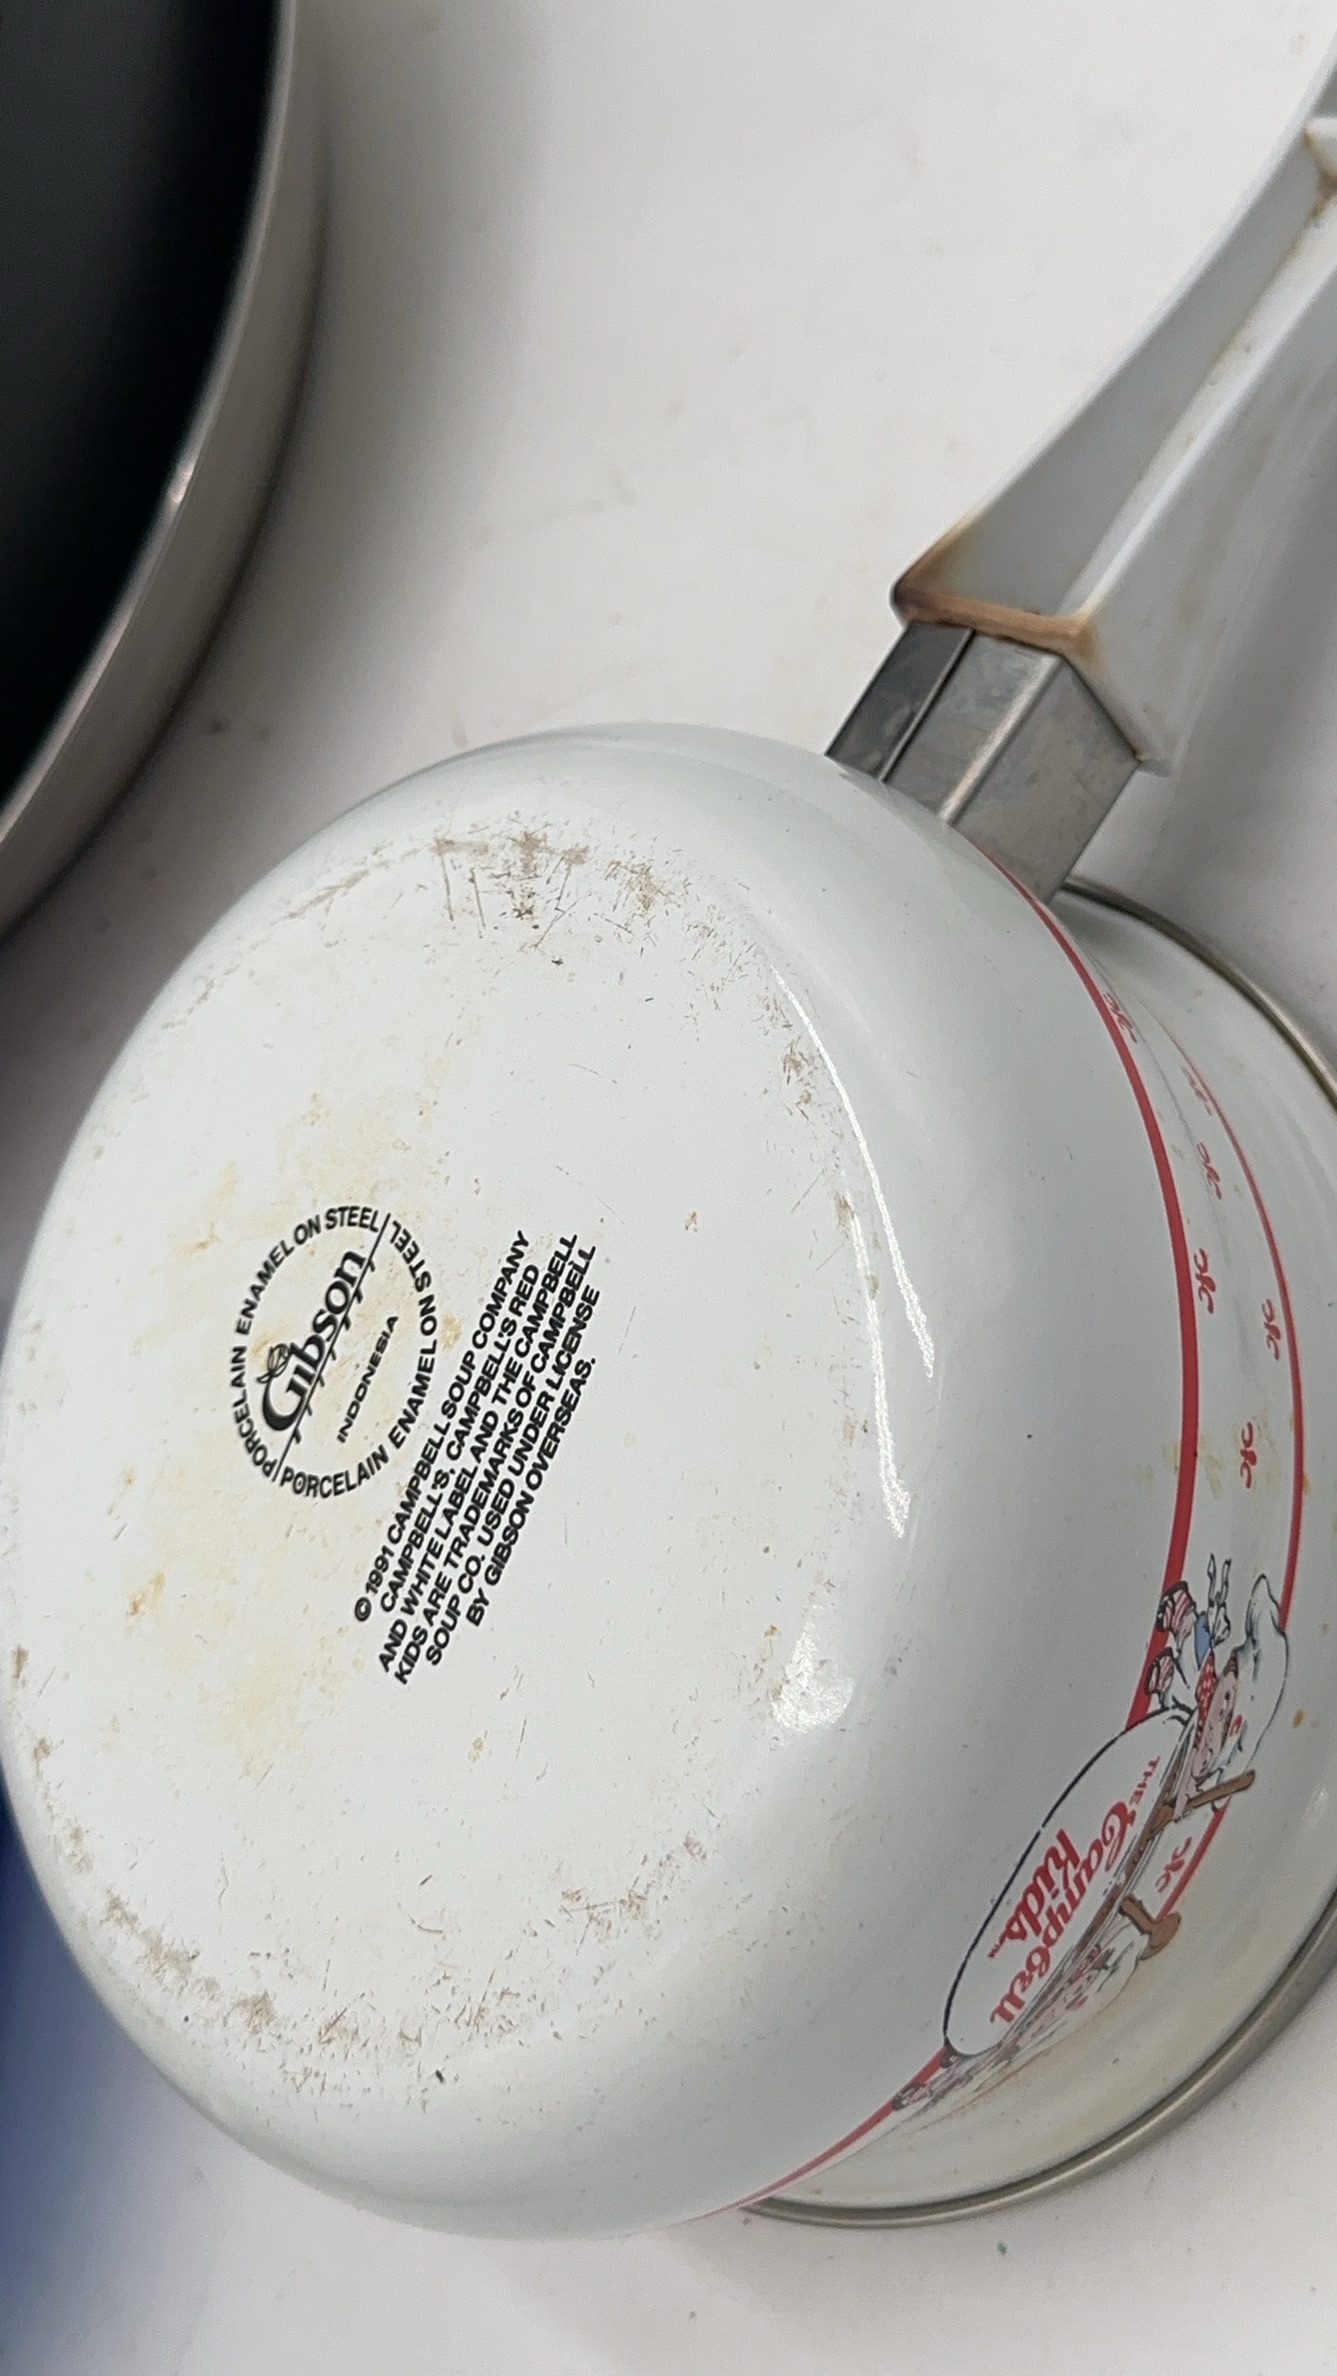 PORCELAIN ENAMEL ON STEEL
Gibson
INDONESIA
PORCELAIN ENAMEL ON STEEL
© 1991 CAMPBELL SOUP COMPANY
CAMPBELL'S, CAMPBELL'S RED
AND WHITE LABEL AND THE CAMPBELL
KIDS ARE TRADEMARKS OF CAMPBELL
SOUP CO. USED UNDER LICENSE
BY GIBSON OVERSEAS.
THE
Campbell
Kids™